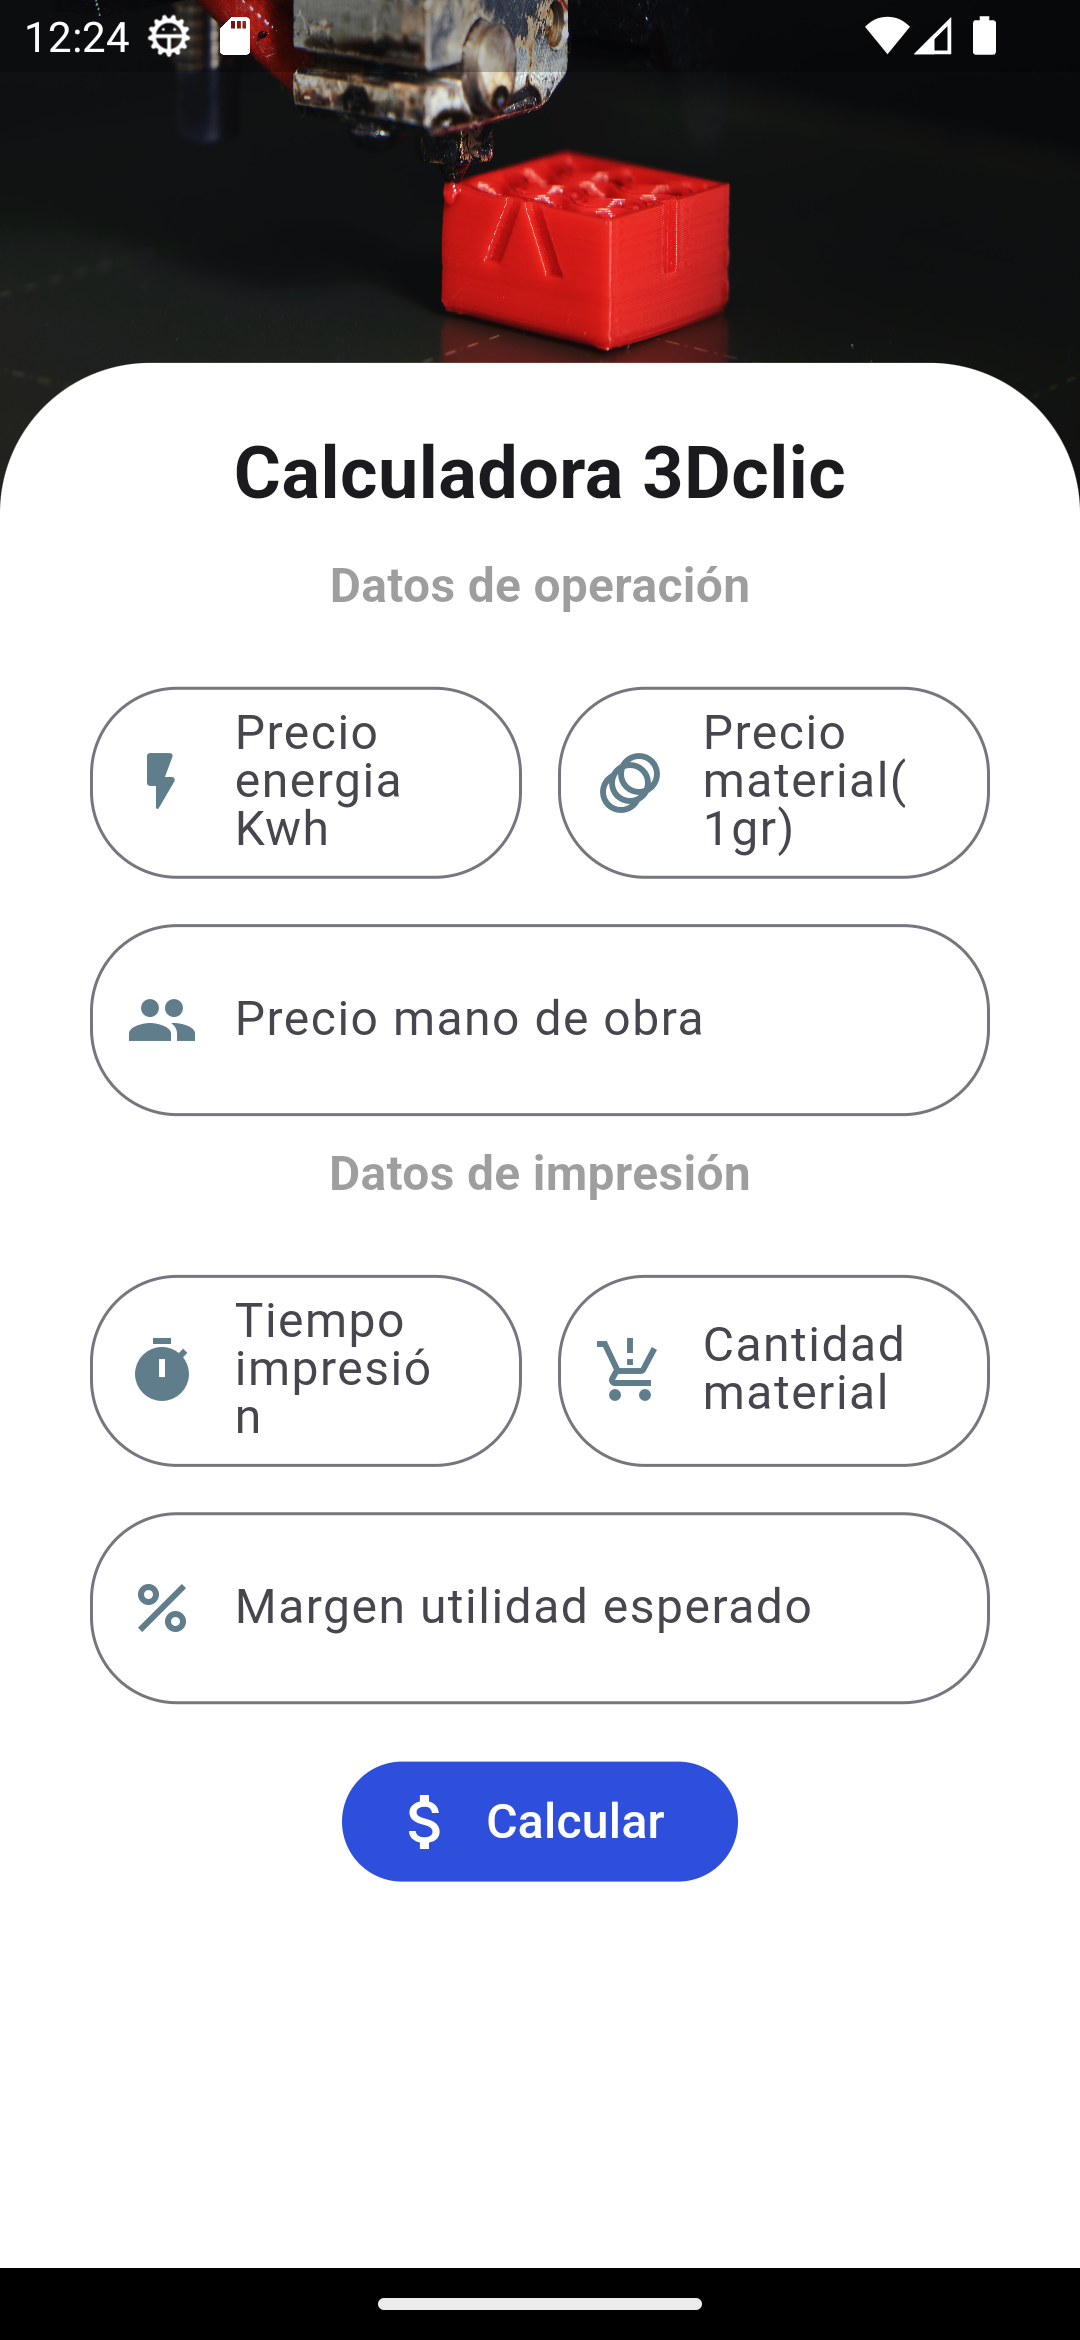 12:24
Calculadora 3Dclic
Datos de operación
Precio
energia
Kwh
Precio
material(
1gr)
Precio mano de obra
Datos de impresión
Tiempo
impresió
n
Cantidad
material
Margen utilidad esperado
$ Calcular